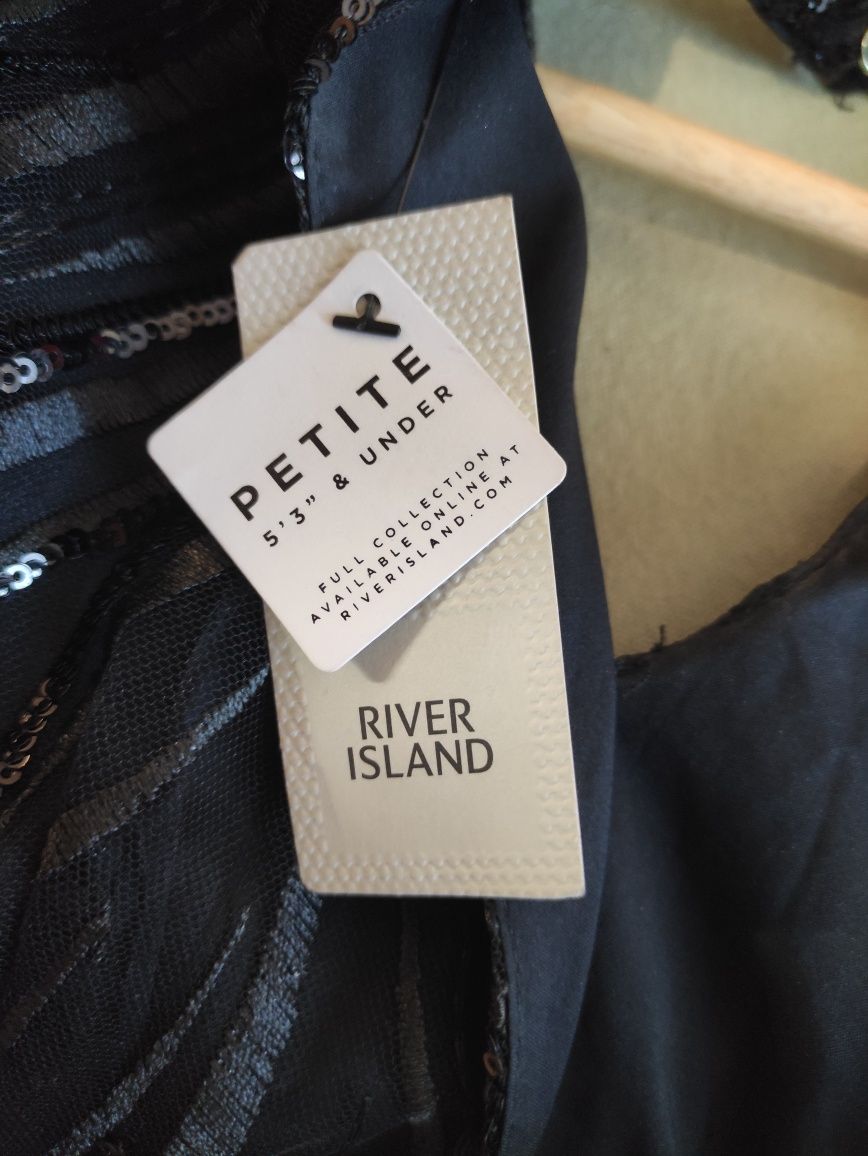 PETITE
5'3" & UNDER
FULL COLLECTION
AVAILABLE ONLINE AT
RIVERISLAND.COM
RIVER
ISLAND